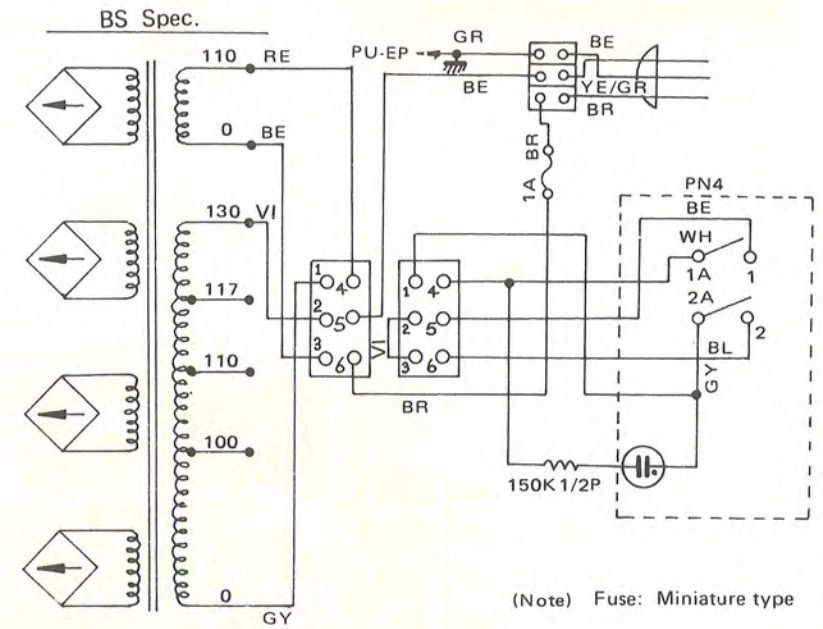 BS Spec.
110 RE
0 BE
130 VI
117
110
100
0
GY
PU-EP
GR
BE
BE
YE/GR
BR
BR
1A
1 4
2 5
3 6
1 4
2 5
3 6
VI
BR
PN4
BE
WH
1A 1
2A
2
BL
GY
150K 1/2P
(Note) Fuse: Miniature type